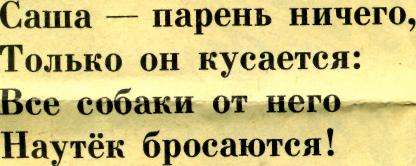 Саша — парень ничего,
Только он кусается:
Все собаки от него
Наутёк бросаются!